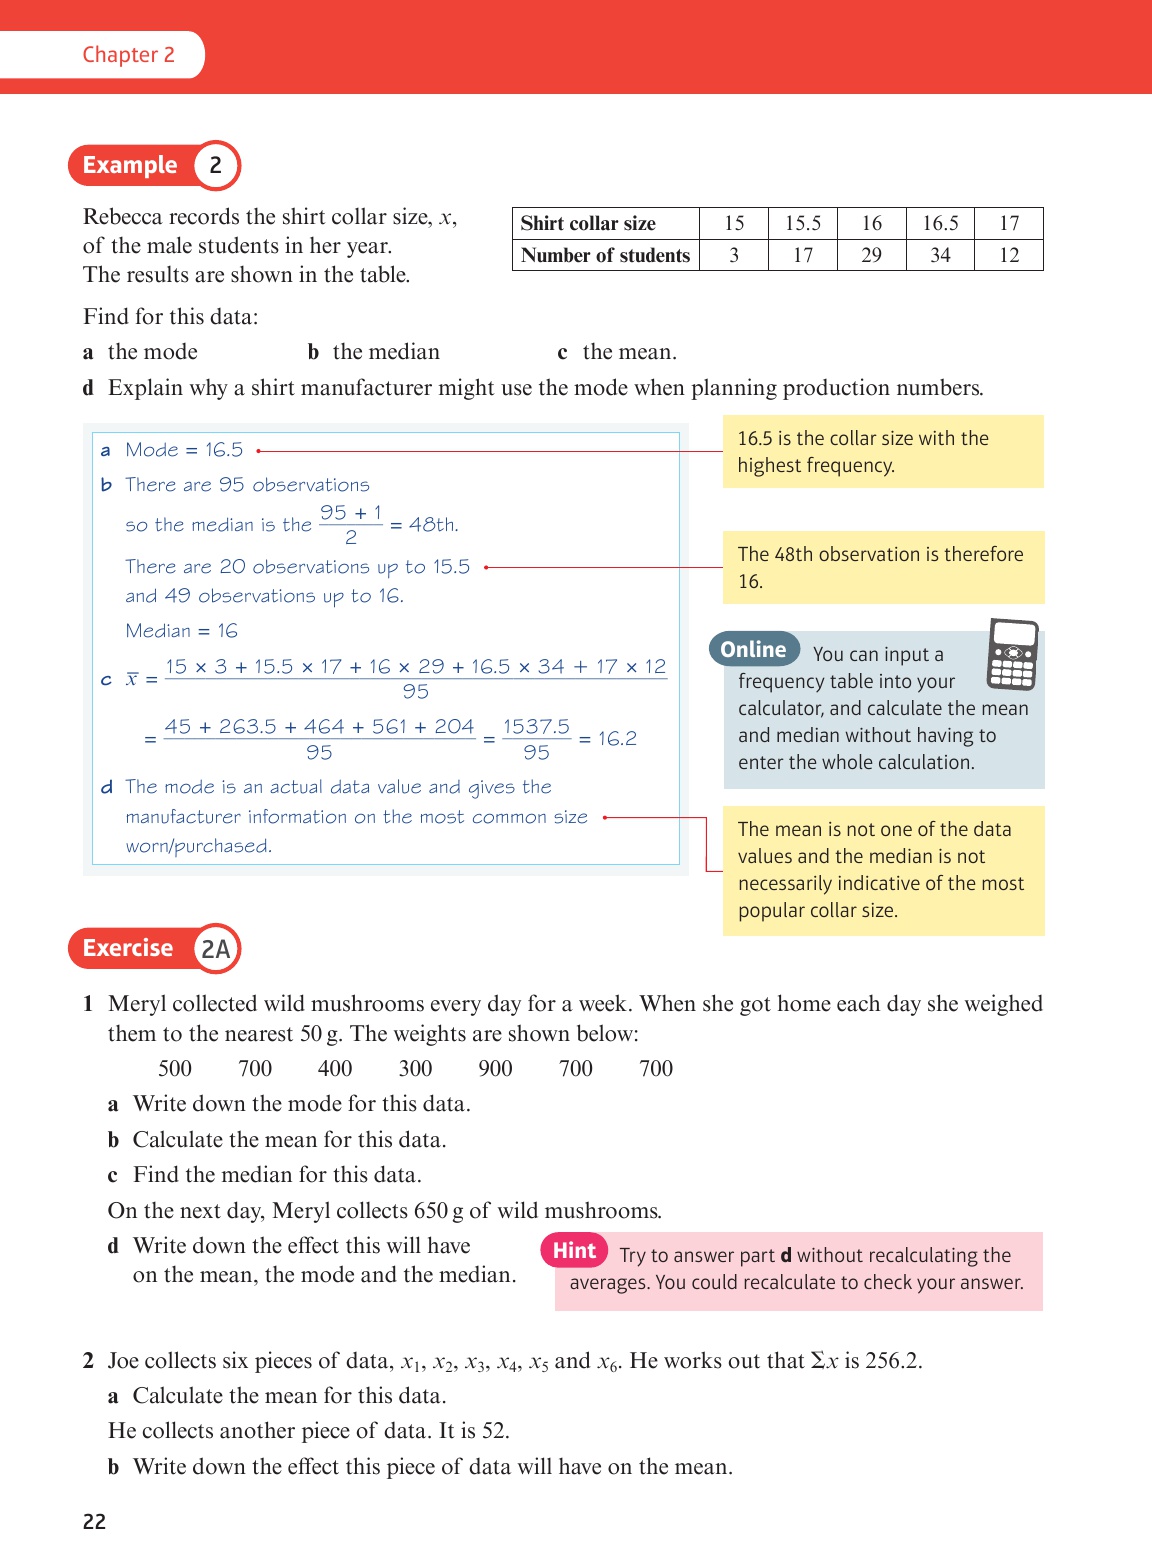 Chapter 2
Example 2
Rebecca records the shirt collar size, x,
of the male students in her year.
The results are shown in the table.
Shirt collar size 15 15.5 16 16.5 17
Number of students 3 17 29 34 12
Find for this data:
a the mode b the median c the mean.
d Explain why a shirt manufacturer might use the mode when planning production numbers.
a Mode = 16.5
16.5 is the collar size with the
highest frequency.
b There are 95 observations
so the median is the (95 + 1)/2 = 48th.
There are 20 observations up to 15.5
and 49 observations up to 16.
The 48th observation is therefore
16.
Median = 16
c x̅ = (15 × 3 + 15.5 × 17 + 16 × 29 + 16.5 × 34 + 17 × 12)/95
= (45 + 263.5 + 464 + 561 + 204)/95 = 1537.5/95 = 16.2
Online You can input a
frequency table into your
calculator, and calculate the mean
and median without having to
enter the whole calculation.
d The mode is an actual data value and gives the
manufacturer information on the most common size
worn/purchased.
The mean is not one of the data
values and the median is not
necessarily indicative of the most
popular collar size.
Exercise 2A
1 Meryl collected wild mushrooms every day for a week. When she got home each day she weighed
them to the nearest 50 g. The weights are shown below:
500 700 400 300 900 700 700
a Write down the mode for this data.
b Calculate the mean for this data.
c Find the median for this data.
On the next day, Meryl collects 650 g of wild mushrooms.
d Write down the effect this will have
on the mean, the mode and the median.
Hint Try to answer part d without recalculating the
averages. You could recalculate to check your answer.
2 Joe collects six pieces of data, x₁, x₂, x₃, x₄, x₅ and x₆. He works out that Σx is 256.2.
a Calculate the mean for this data.
He collects another piece of data. It is 52.
b Write down the effect this piece of data will have on the mean.
22